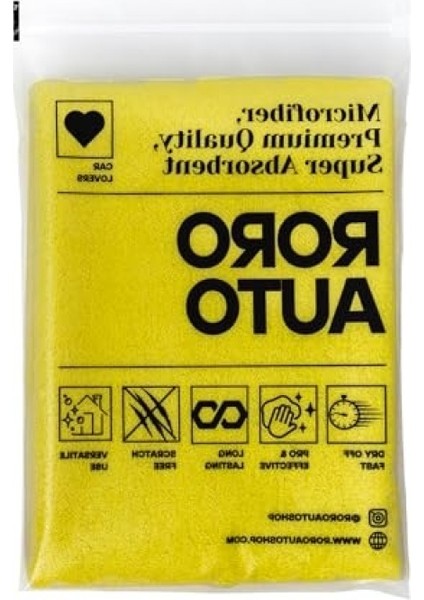 Microfiber,
Premium Quality,
Super Absorbent
CAR
LOVERS
RORO
AUTO
DRY OFF
FAST
PRO &
EFFECTIVE
LONG
LASTING
SCRATCH
FREE
VERSATILE
USE
@ROROAUTOSHOP
WWW.ROROAUTOSHOP.COM